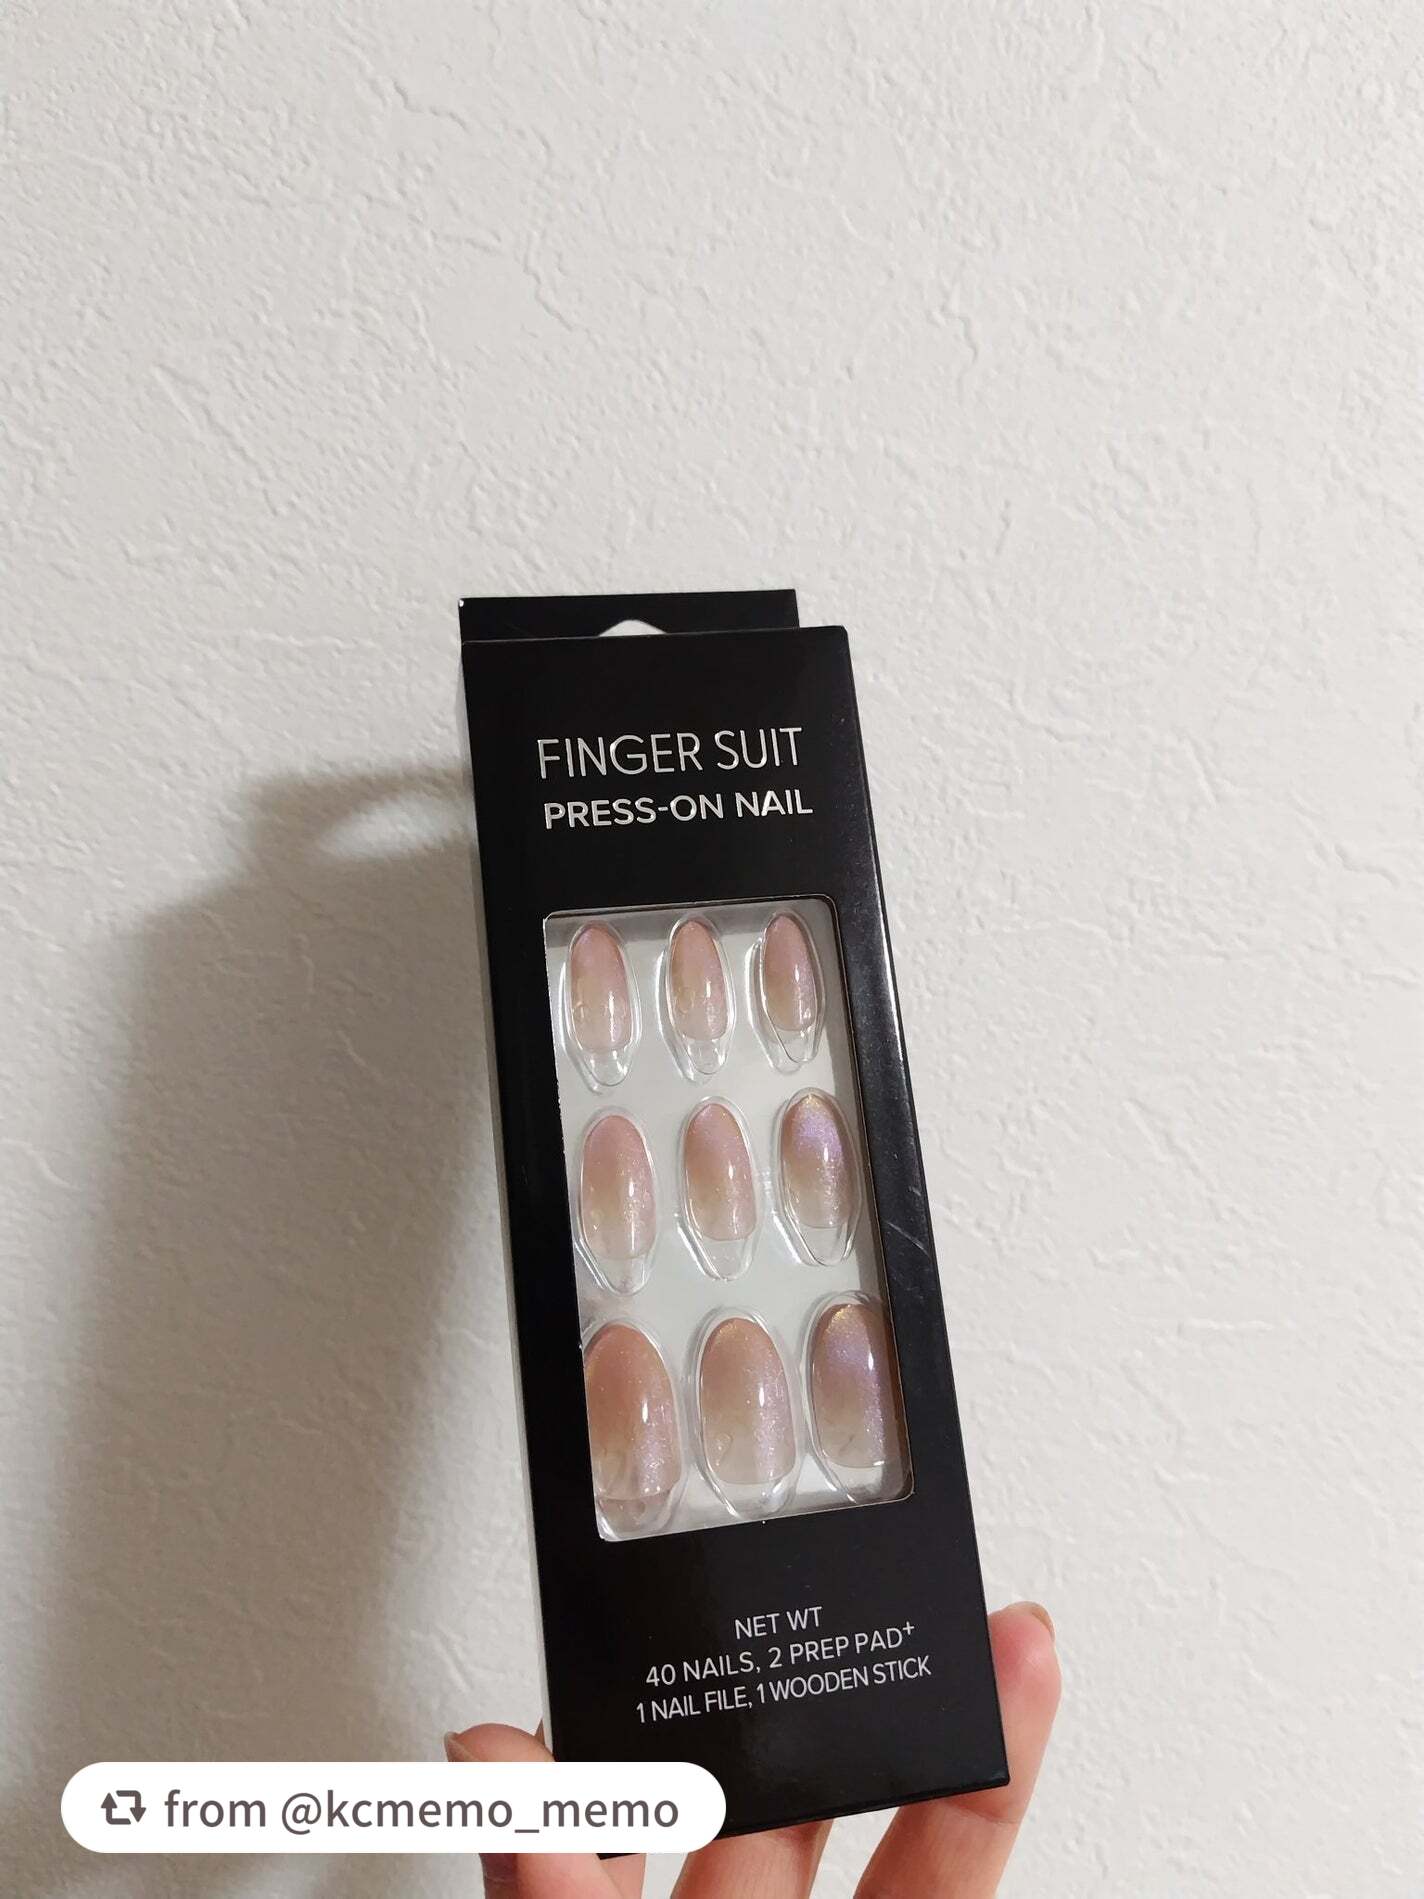 FINGER SUIT
PRESS-ON NAIL
NET WT
40 NAILS, 2 PREP PAD+
1 NAIL FILE, 1 WOODEN STICK
from @kcmemo_memo